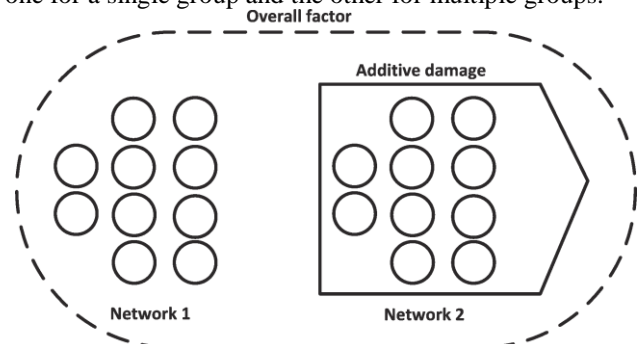 one for a single group and the other for multiple groups.
Overall factor
Additive damage
Network 1
Network 2